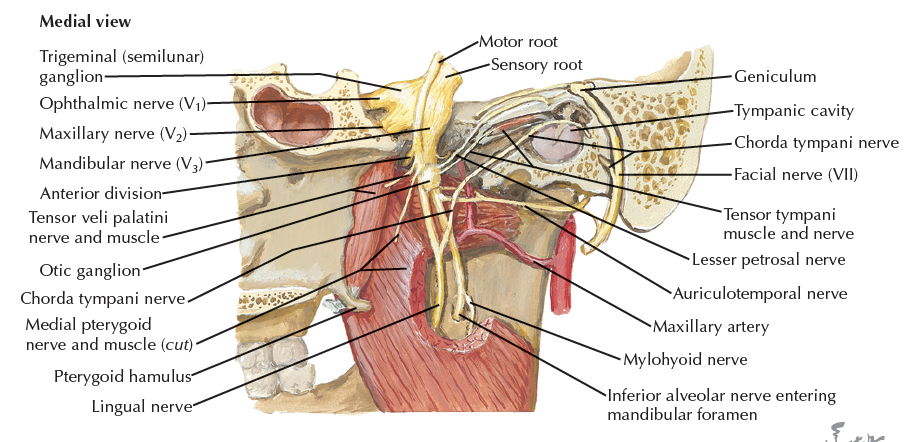 Medial view
Trigeminal (semilunar)
ganglion
Ophthalmic nerve (V1)
Maxillary nerve (V2)
Mandibular nerve (V3)
Anterior division
Tensor veli palatini
nerve and muscle
Otic ganglion
Chorda tympani nerve
Medial pterygoid
nerve and muscle (cut)
Pterygoid hamulus
Lingual nerve
Motor root
Sensory root
Geniculum
Tympanic cavity
Chorda tympani nerve
Facial nerve (VII)
Tensor tympani
muscle and nerve
Lesser petrosal nerve
Auriculotemporal nerve
Maxillary artery
Mylohyoid nerve
Inferior alveolar nerve entering
mandibular foramen